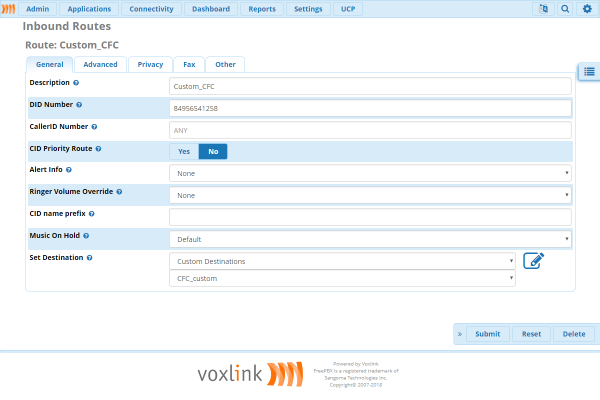 Admin Applications Connectivity Dashboard Reports Settings UCP
Inbound Routes
Route: Custom_CFC
General Advanced Privacy Fax Other
Description Custom_CFC
DID Number 84956541258
CallerID Number ANY
CID Priority Route Yes No
Alert Info None
Ringer Volume Override None
CID name prefix
Music On Hold Default
Set Destination Custom Destinations
CFC_custom
» Submit Reset Delete
voxlink
Powered by Voxlink
FreePBX is a registered trademark of
Sangoma Technologies Inc.
Copyright© 2007-2018